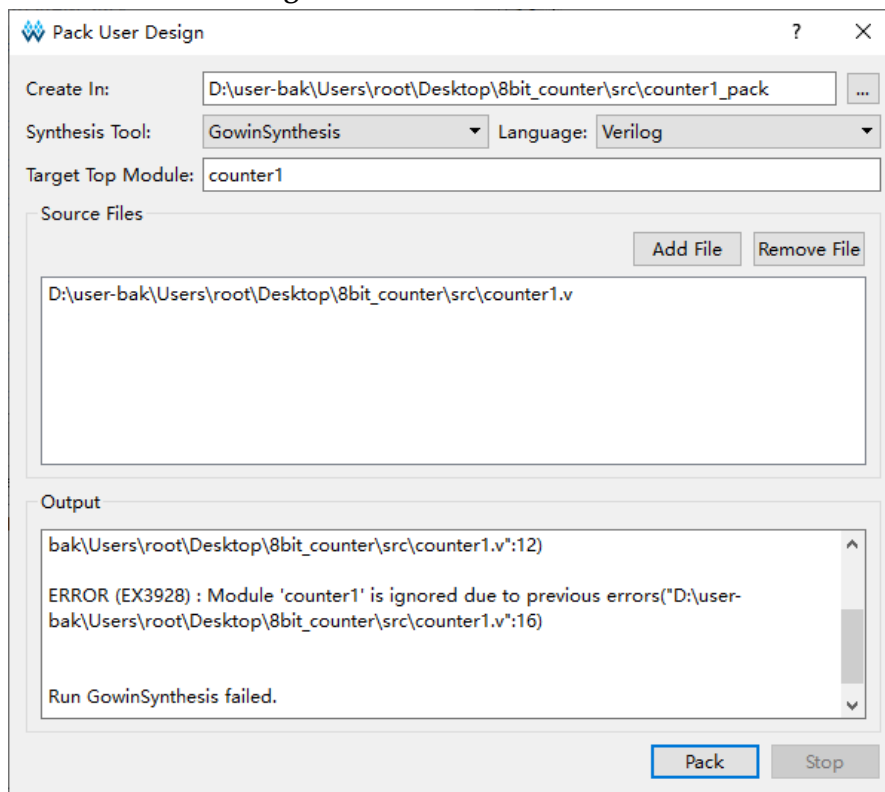 Pack User Design
?
Create In:
D:\user-bak\Users\root\Desktop\8bit_counter\src\counter1_pack
...
Synthesis Tool:
GowinSynthesis
Language:
Verilog
Target Top Module:
counter1
Source Files
Add File
Remove File
D:\user-bak\Users\root\Desktop\8bit_counter\src\counter1.v
Output
bak\Users\root\Desktop\8bit_counter\src\counter1.v":12)
ERROR (EX3928) : Module 'counter1' is ignored due to previous errors("D:\user-
bak\Users\root\Desktop\8bit_counter\src\counter1.v":16)
Run GowinSynthesis failed.
Pack
Stop